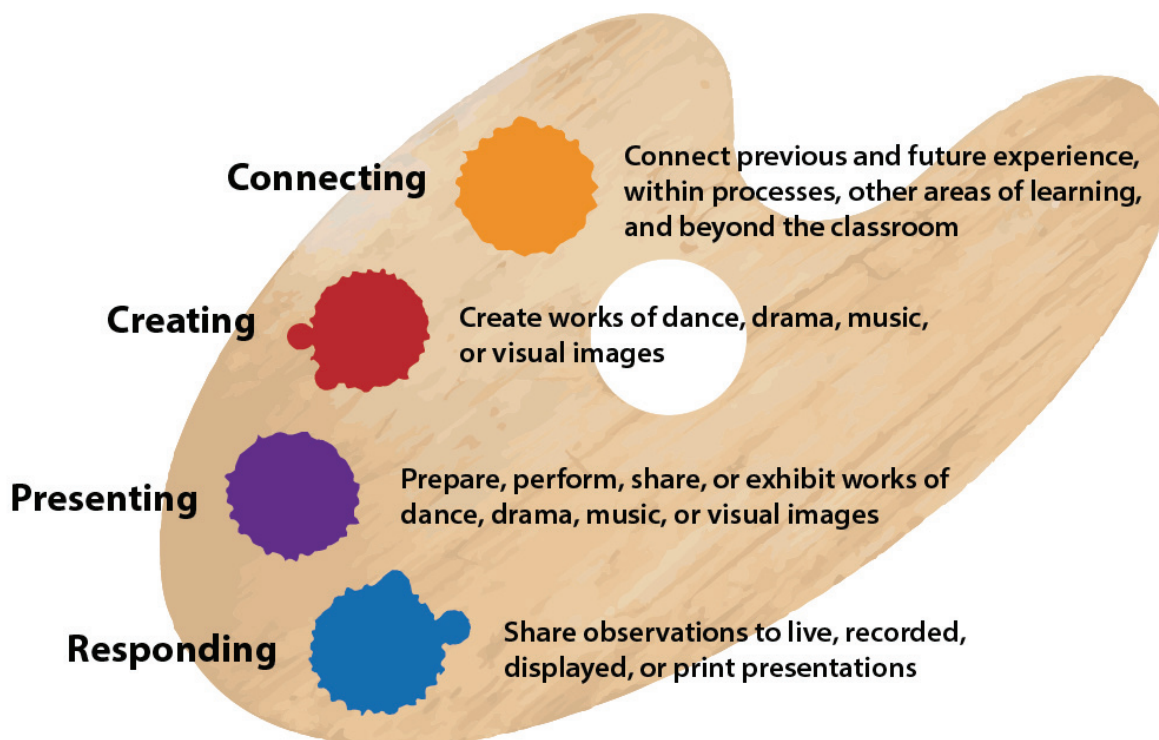 Connecting
Connect previous and future experience,
within processes, other areas of learning,
and beyond the classroom
Creating
Create works of dance, drama, music,
or visual images
Presenting
Prepare, perform, share, or exhibit works of
dance, drama, music, or visual images
Responding
Share observations to live, recorded,
displayed, or print presentations